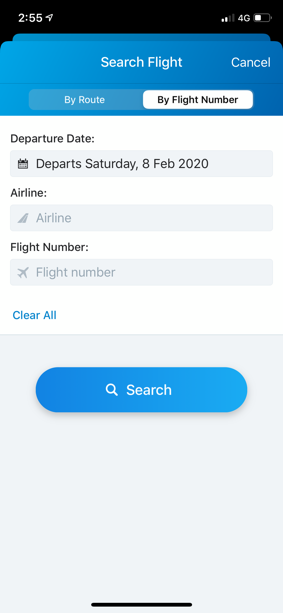 2:55
4G
Search Flight
Cancel
By Route
By Flight Number
Departure Date:
Departs Saturday, 8 Feb 2020
Airline:
Airline
Flight Number:
Flight number
Clear All
Search